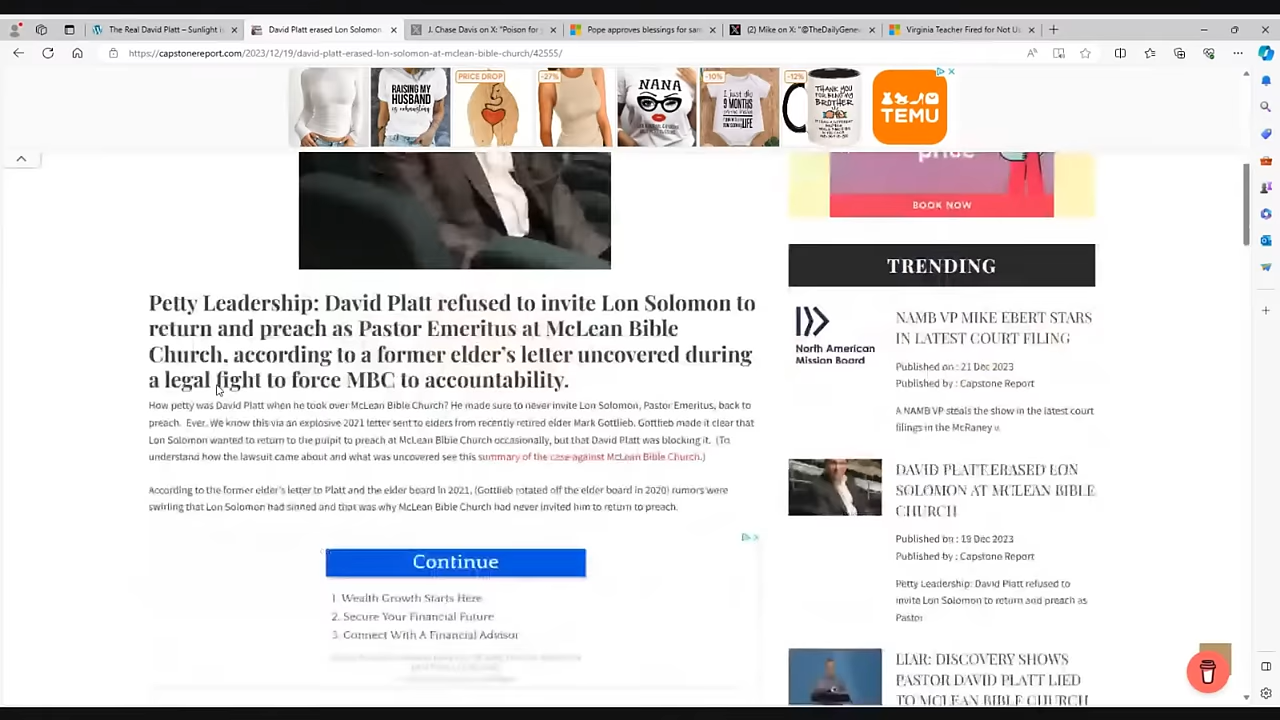 The Real David Platt – Sunlight i
David Platt erased Lon Solomon
J. Chase Davis on X: "Poison for
Pope approves blessings for sam
(2) Mike on X: "@TheDailyGene
Virginia Teacher Fired for Not Us
https://capstonereport.com/2023/12/19/david-platt-erased-lon-solomon-at-mclean-bible-church/42555/
RAISING MY
HUSBAND
IS exhausting
PRICE DROP
-27%
NANA
-10%
I just did
9 MONTHS
LIFE
-12%
THANK YOU
FOR BEING MY
BROTHER
TEMU
price
BOOK NOW
TRENDING
Petty Leadership: David Platt refused to invite Lon Solomon to
return and preach as Pastor Emeritus at McLean Bible
Church, according to a former elder's letter uncovered during
a legal fight to force MBC to accountability.
How petty was David Platt when he took over McLean Bible Church? He made sure to never invite Lon Solomon, Pastor Emeritus, back to
preach. Ever. We know this via an explosive 2021 letter sent to elders from recently retired elder Mark Gottlieb. Gottlieb made it clear that
Lon Solomon wanted to return to the pulpit to preach at McLean Bible Church occasionally, but that David Platt was blocking it. (To
understand how the lawsuit came about and what was uncovered see this summary of the case against McLean Bible Church.)
According to the former elder's letter to Platt and the elder board in 2021, (Gottlieb rotated off the elder board in 2020) rumors were
swirling that Lon Solomon had sinned and that was why McLean Bible Church had never invited him to return to preach.
Continue
1. Wealth Growth Starts Here
2. Secure Your Financial Future
3. Connect With A Financial Advisor
North American
Mission Board
NAMB VP MIKE EBERT STARS
IN LATEST COURT FILING
Published on : 21 Dec 2023
Published by : Capstone Report
A NAMB VP steals the show in the latest court
filings in the McRaney v.
DAVID PLATT ERASED LON
SOLOMON AT MCLEAN BIBLE
CHURCH
Published on : 19 Dec 2023
Published by : Capstone Report
Petty Leadership: David Platt refused to
invite Lon Solomon to return and preach as
Pastor
LIAR: DISCOVERY SHOWS
PASTOR DAVID PLATT LIED
TO MCLEAN BIBLE CHURCH